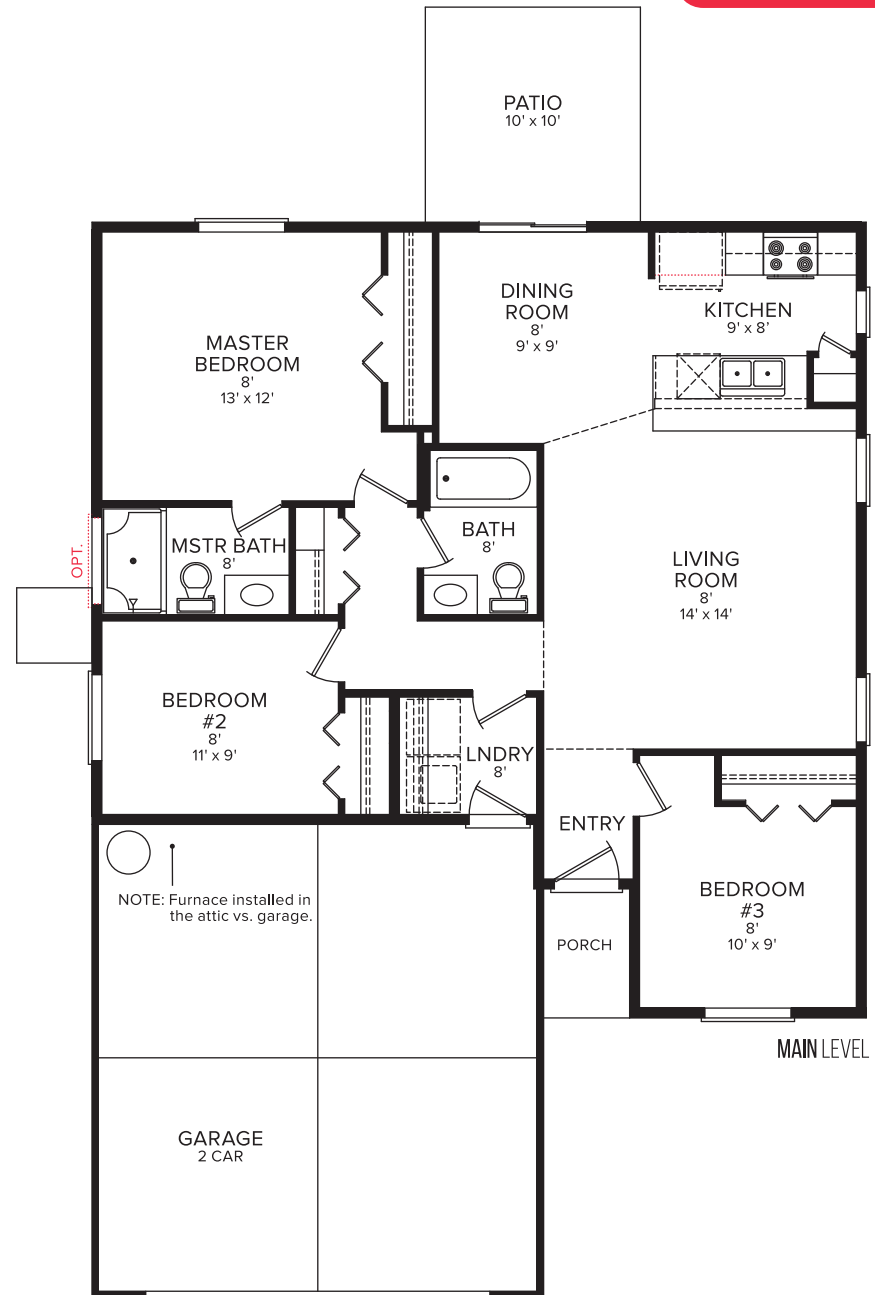 PATIO
10' x 10'
DINING
ROOM
8'
9' x 9'
KITCHEN
9' x 8'
MASTER
BEDROOM
8'
13' x 12'
MSTR BATH
8'
OPT.
BATH
8'
LIVING
ROOM
8'
14' x 14'
BEDROOM
#2
8'
11' x 9'
LNDRY
8'
ENTRY
NOTE: Furnace installed in
the attic vs. garage.
BEDROOM
#3
8'
10' x 9'
PORCH
MAIN LEVEL
GARAGE
2 CAR